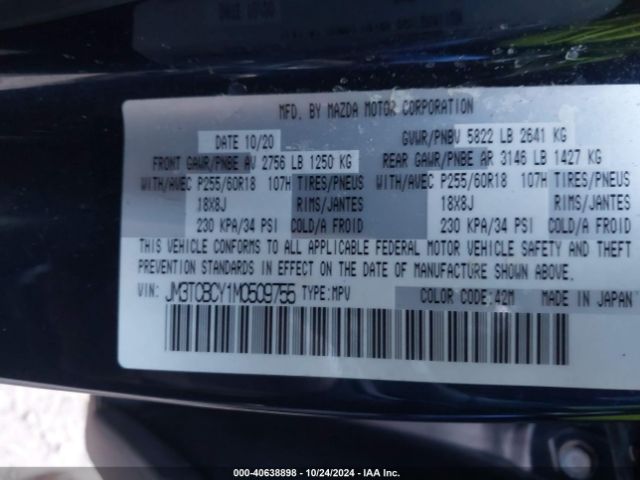 MFD. BY MAZDA MOTOR CORPORATION
DATE 10/20 GVWR/PNBV 5822 LB 2641 KG
FRONT GAWR/PNBE AV 2756 LB 1250 KG REAR GAWR/PNBE AR 3146 LB 1427 KG
WITH/AVEC P255/60R18 107H TIRES/PNEUS WITH/AVEC P255/60R18 107H TIRES/PNEUS
18X8J RIMS/JANTES 18X8J RIMS/JANTES
230 KPA/34 PSI COLD/A FROID 230 KPA/34 PSI COLD/A FROID
THIS VEHICLE CONFORMS TO ALL APPLICABLE FEDERAL MOTOR VEHICLE SAFETY AND THEFT
PREVENTION STANDARDS IN EFFECT ON THE DATE OF MANUFACTURE SHOWN ABOVE.
VIN: JM3TCBCY1M0509755 TYPE:MPV COLOR CODE:42M MADE IN JAPAN
000-40638898 - 10/24/2024 - IAA Inc.